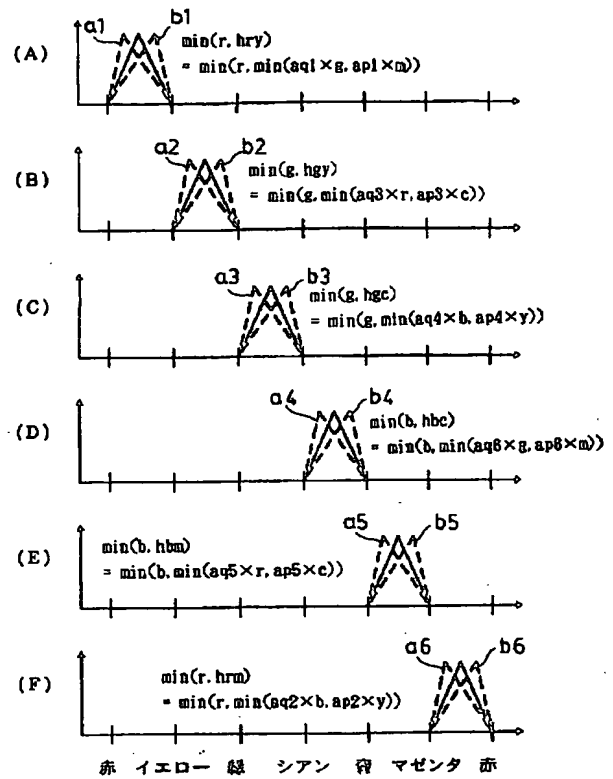 a1 b1
(A) min(r, hry)
= min(r, min(aq1×g, ap1×m))
a2 b2
(B) min(g, hgy)
= min(g, min(aq3×r, ap3×c))
a3 b3
(C) min(g, hgc)
= min(g, min(aq4×b, ap4×y))
a4 b4
(D) min(b, hbc)
= min(b, min(aq6×g, ap6×m))
a5 b5
(E) min(b, hbm)
= min(b, min(aq5×r, ap5×c))
a6 b6
(F) min(r, hrm)
= min(r, min(aq2×b, ap2×y))
赤 イエロー 緑 シアン 青 マゼンタ 赤